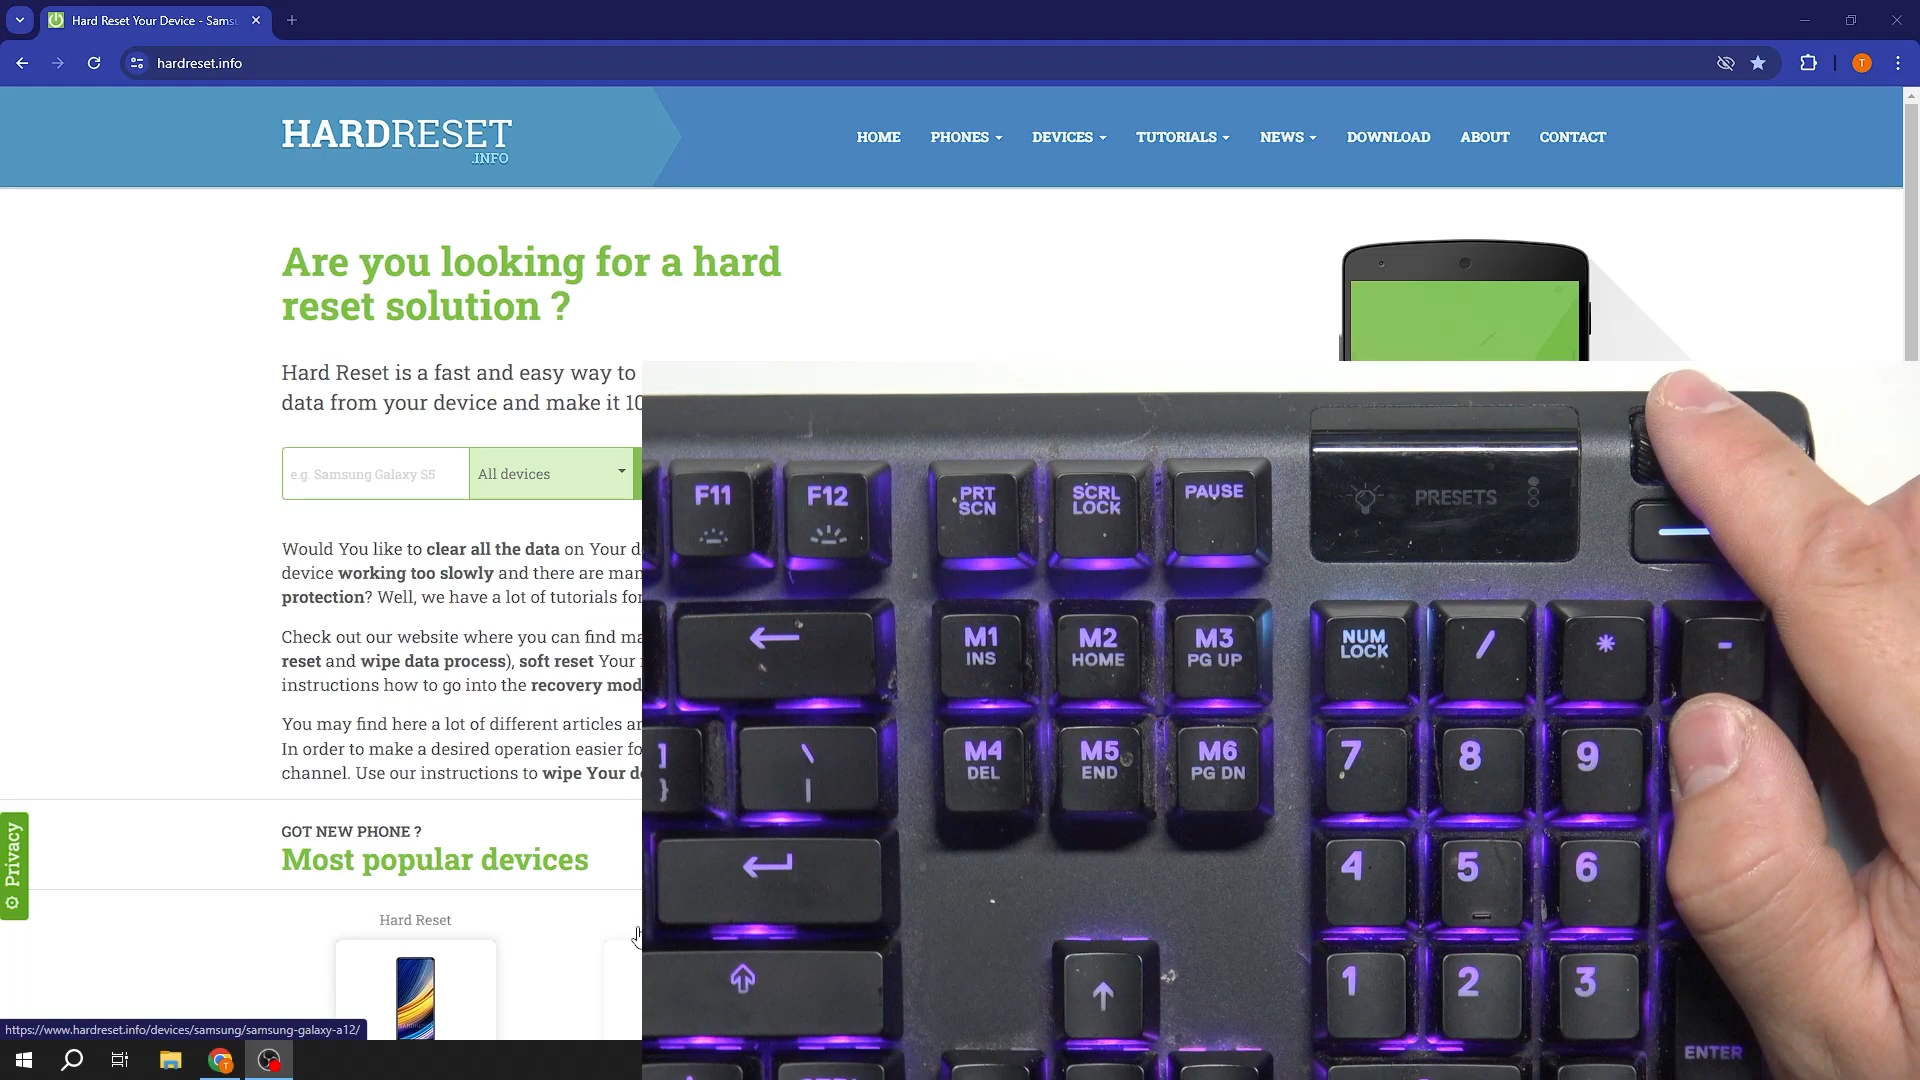 Hard Reset Your Device - Sams
hardreset.info
HARDRESET
.INFO
HOME
PHONES
DEVICES
TUTORIALS
NEWS
DOWNLOAD
ABOUT
CONTACT
Are you looking for a hard
reset solution ?
Hard Reset is a fast and easy way to
data from your device and make it 10
e.g. Samsung Galaxy S5
All devices
Would You like to clear all the data on Your d
device working too slowly and there are man
protection? Well, we have a lot of tutorials for
Check out our website where you can find ma
reset and wipe data process), soft reset Your
instructions how to go into the recovery mod
You may find here a lot of different articles an
In order to make a desired operation easier fo
channel. Use our instructions to wipe Your de
Privacy
GOT NEW PHONE ?
Most popular devices
Hard Reset
https://www.hardreset.info/devices/samsung/samsung-galaxy-a12/
T
F11
F12
PRT
SCN
SCRL
LOCK
PAUSE
PRESETS
M1
INS
M2
HOME
M3
PG UP
NUM
LOCK
/
*
-
]
}
\
|
M4
DEL
M5
END
M6
PG DN
7
8
9
4
5
6
1
2
3
ENTER